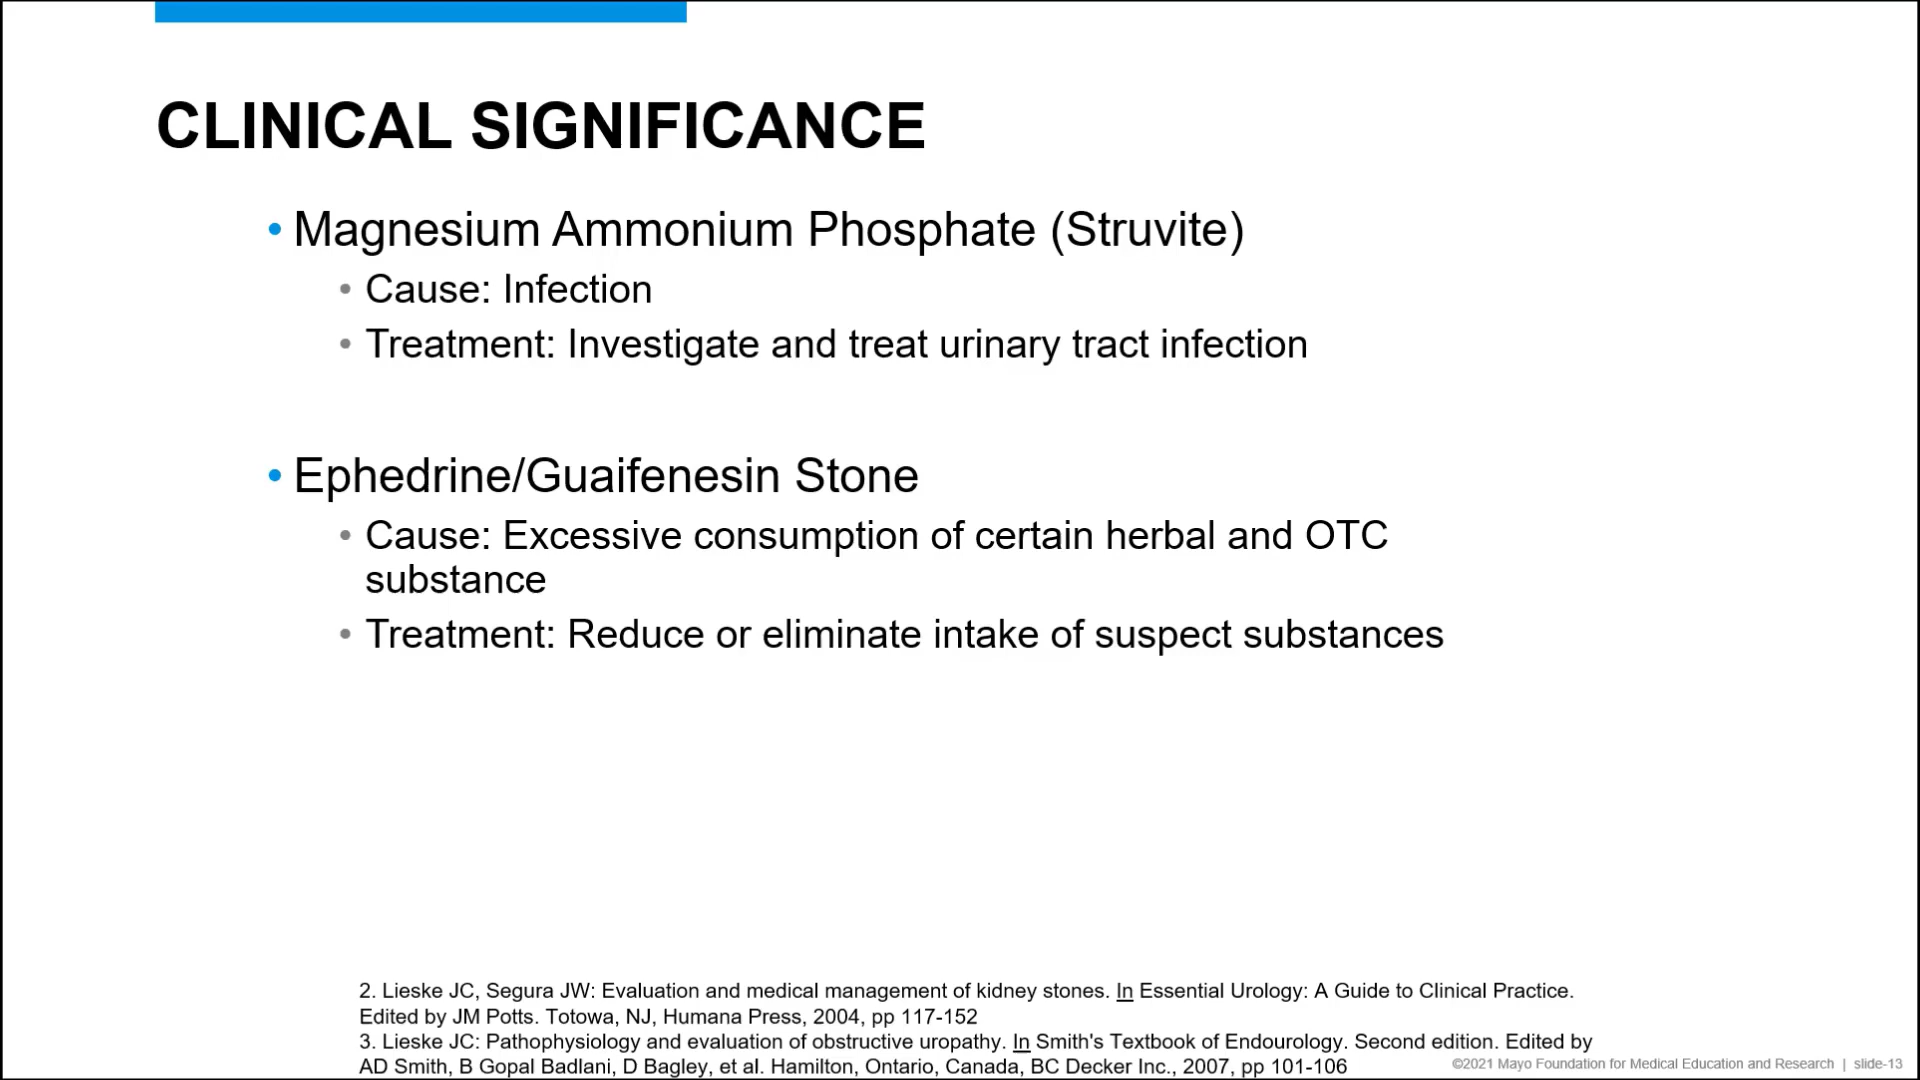 CLINICAL SIGNIFICANCE
• Magnesium Ammonium Phosphate (Struvite)
• Cause: Infection
• Treatment: Investigate and treat urinary tract infection
• Ephedrine/Guaifenesin Stone
• Cause: Excessive consumption of certain herbal and OTC
substance
• Treatment: Reduce or eliminate intake of suspect substances
2. Lieske JC, Segura JW: Evaluation and medical management of kidney stones. In Essential Urology: A Guide to Clinical Practice.
Edited by JM Potts. Totowa, NJ, Humana Press, 2004, pp 117-152
3. Lieske JC: Pathophysiology and evaluation of obstructive uropathy. In Smith's Textbook of Endourology. Second edition. Edited by
AD Smith, B Gopal Badlani, D Bagley, et al. Hamilton, Ontario, Canada, BC Decker Inc., 2007, pp 101-106
©2021 Mayo Foundation for Medical Education and Research | slide-13